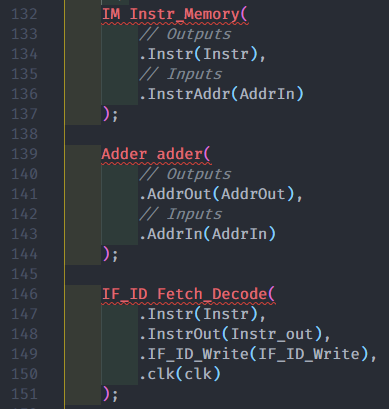 132 IM Instr_Memory(
133 // Outputs
134 .Instr(Instr),
135 // Inputs
136 .InstrAddr(AddrIn)
137 );
138
139 Adder adder(
140 // Outputs
141 .AddrOut(AddrOut),
142 // Inputs
143 .AddrIn(AddrIn)
144 );
145
146 IF_ID Fetch_Decode(
147 .Instr(Instr),
148 .InstrOut(Instr_out),
149 .IF_ID_Write(IF_ID_Write),
150 .clk(clk)
151 );